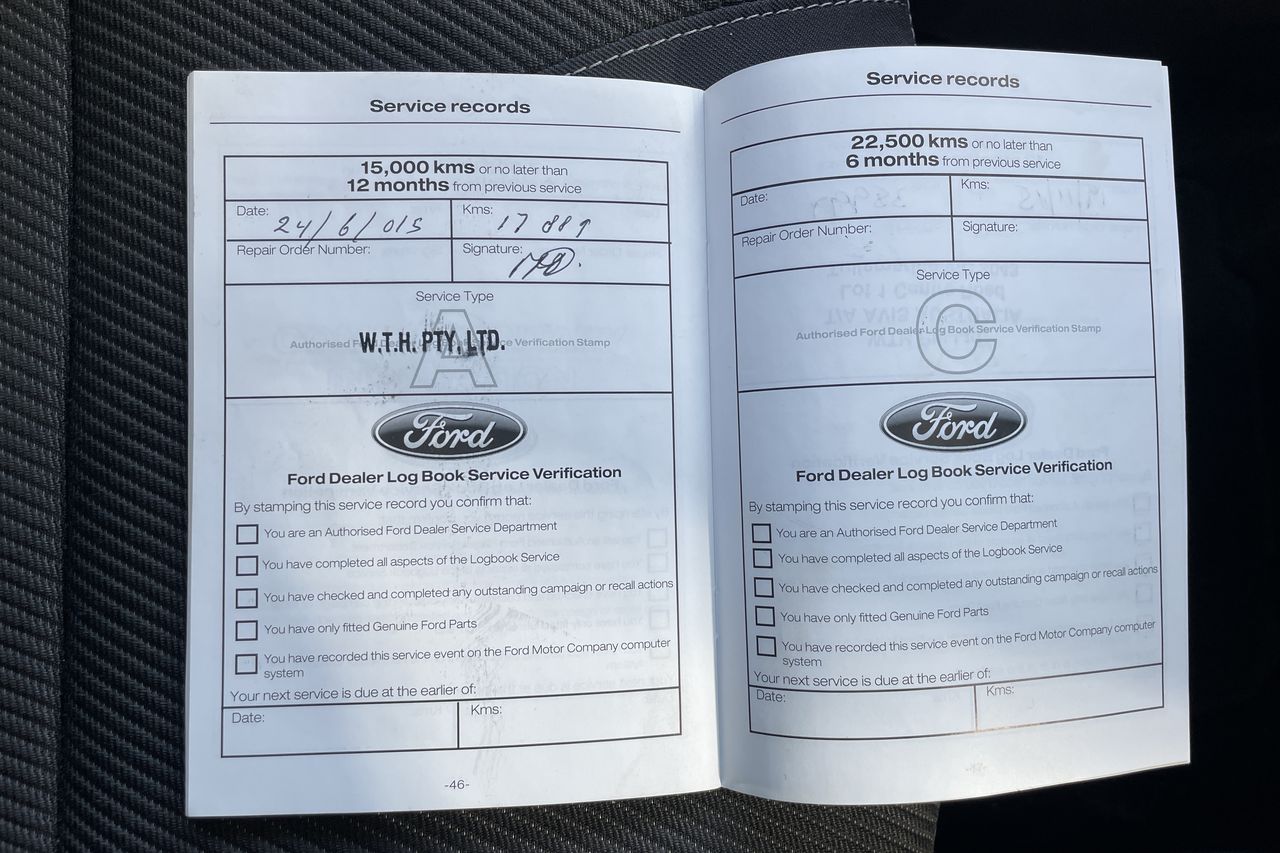 Service records
15,000 kms or no later than
12 months from previous service
Date: 24/6/015
Kms: 17 889
Repair Order Number:
Signature:
Service Type
A
Authorised Ford Dealer Log Book Service Verification Stamp
W.T.H. PTY. LTD.
Ford
Ford Dealer Log Book Service Verification
By stamping this service record you confirm that:
You are an Authorised Ford Dealer Service Department
You have completed all aspects of the Logbook Service
You have checked and completed any outstanding campaign or recall actions
You have only fitted Genuine Ford Parts
You have recorded this service event on the Ford Motor Company computer
system
Your next service is due at the earlier of:
Date:
Kms:
-46-
Service records
22,500 kms or no later than
6 months from previous service
Date:
Kms:
Repair Order Number:
Signature:
Service Type
C
Authorised Ford Dealer Log Book Service Verification Stamp
Ford
Ford Dealer Log Book Service Verification
By stamping this service record you confirm that:
You are an Authorised Ford Dealer Service Department
You have completed all aspects of the Logbook Service
You have checked and completed any outstanding campaign or recall actions
You have only fitted Genuine Ford Parts
You have recorded this service event on the Ford Motor Company computer
system
Your next service is due at the earlier of:
Date:
Kms:
-47-